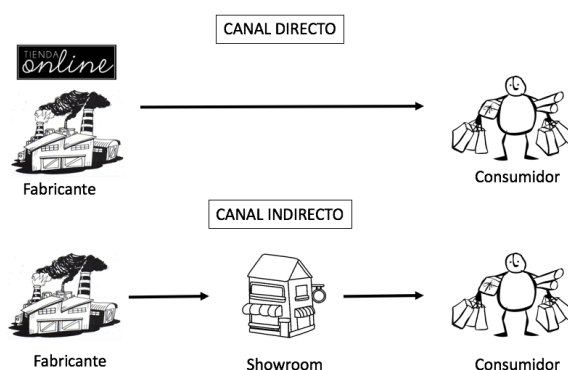 CANAL DIRECTO
TIENDA
online
Fabricante
Consumidor
CANAL INDIRECTO
Fabricante
Showroom
Consumidor